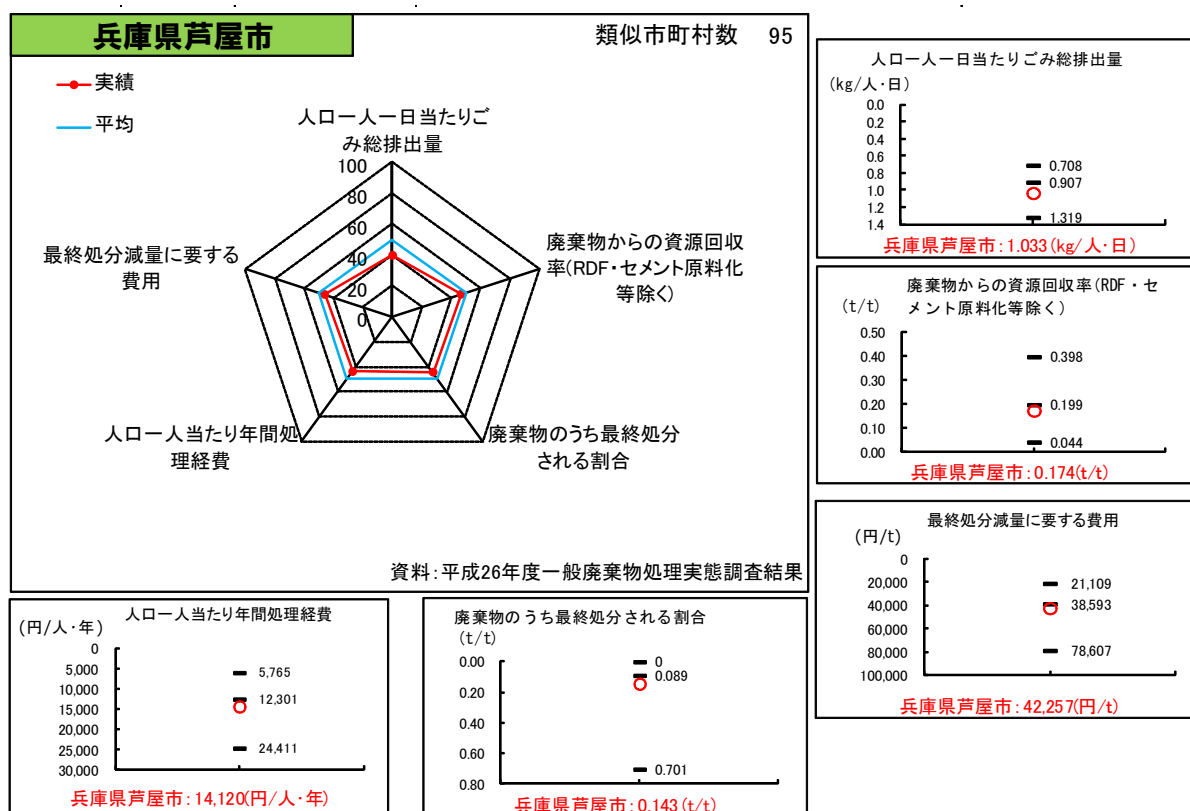 兵庫県芦屋市
類似市町村数 95
実績
平均
人口一人一日当たりご
み総排出量
100
80
60
40
20
0
廃棄物からの資源回収
率(RDF・セメント原料化
等除く)
廃棄物のうち最終処分
される割合
人口一人当たり年間処
理経費
最終処分減量に要する
費用
資料:平成26年度一般廃棄物処理実態調査結果
人口一人一日当たりごみ総排出量
(kg/人・日)
0.0
0.2
0.4
0.6
0.8
1.0
1.2
1.4
0.708
0.907
1.319
兵庫県芦屋市:1.033(kg/人・日)
廃棄物からの資源回収率(RDF・セ
メント原料化等除く)
(t/t)
0.50
0.40
0.30
0.20
0.10
0.00
0.398
0.199
0.044
兵庫県芦屋市:0.174(t/t)
最終処分減量に要する費用
(円/t)
0
20,000
40,000
60,000
80,000
100,000
21,109
38,593
78,607
兵庫県芦屋市:42,257(円/t)
人口一人当たり年間処理経費
(円/人・年)
0
5,000
10,000
15,000
20,000
25,000
30,000
5,765
12,301
24,411
兵庫県芦屋市:14,120(円/人・年)
廃棄物のうち最終処分される割合
(t/t)
0.00
0.20
0.40
0.60
0.80
0
0.089
0.701
兵庫県芦屋市:0.143(t/t)